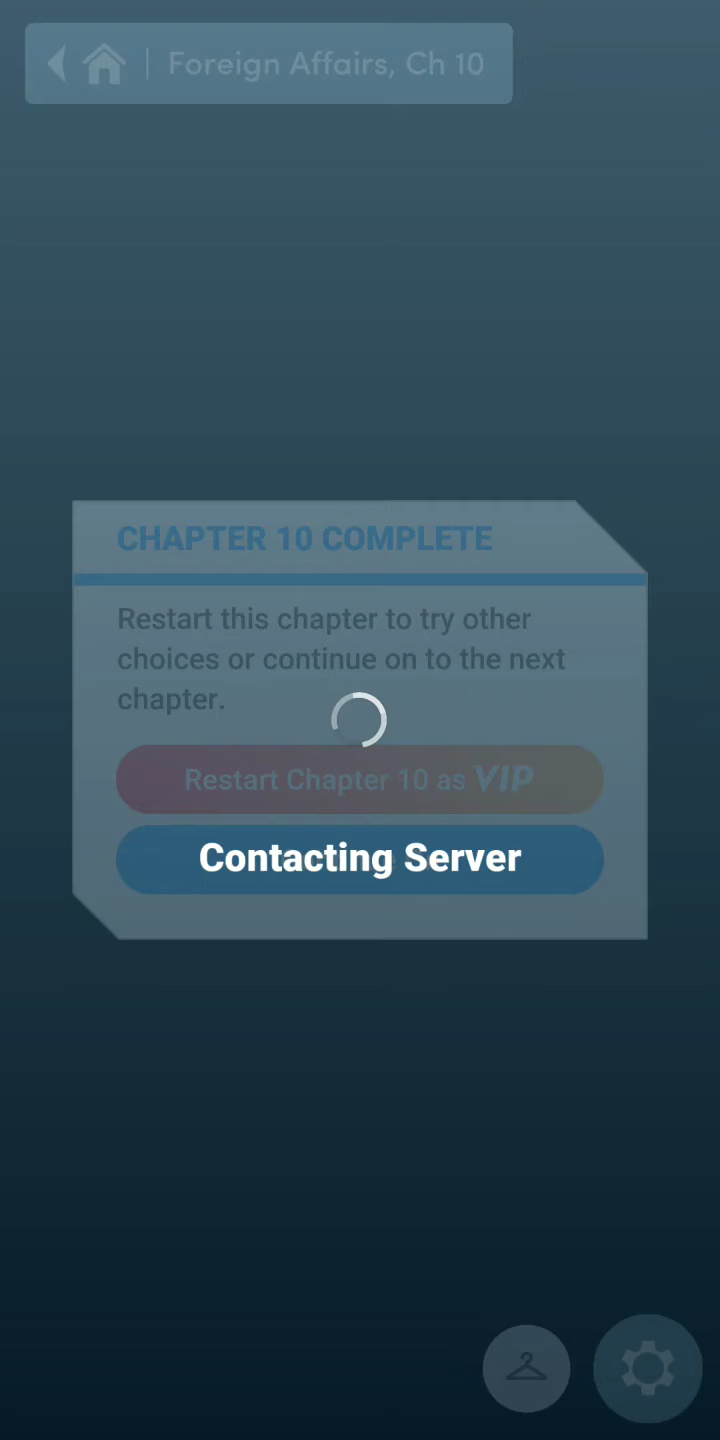 Foreign Affairs, Ch 10
CHAPTER 10 COMPLETE
Restart this chapter to try other
choices or continue on to the next
chapter.
Restart Chapter 10 as VIP
Contacting Server